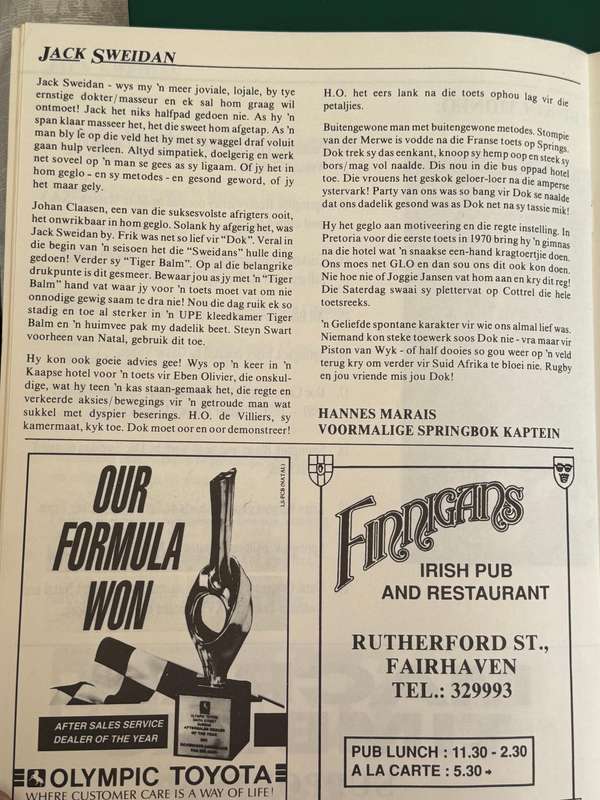 JACK SWEIDAN
Jack Sweidan - wys my 'n meer joviale, lojale, by tye
ernstige dokter/masseur en ek sal hom graag wil
ontmoet! Jack het niks halfpad gedoen nie. As hy 'n
span klaar masseer het, het die sweet hom afgetap. As 'n
man bly lê op die veld het hy met sy waggel draf voluit
gaan hulp verleen. Altyd simpatiek, doelgerig en werk
net soveel op 'n man se gees as sy ligaam. Of jy het in
hom geglo - en sy metodes - en gesond geword, of jy
het maar gely.
Johan Claasen, een van die suksesvolste afrigters ooit,
het onwrikbaar in hom geglo. Solank hy afgerig het, was
Jack Sweidan by. Frik was net so lief vir "Dok". Veral in
die begin van 'n seisoen het die "Sweidans" hulle ding
gedoen! Verder sy "Tiger Balm". Op al die belangrike
drukpunte is dit gesmeer. Bewaar jou as jy met 'n "Tiger
Balm" hand vat waar jy voor 'n toets moet vat om nie
onnodige gewig saam te dra nie! Nou die dag ruik ek so
stadig en toe al sterker in 'n UPE kleedkamer Tiger
Balm en 'n huimvee pak my dadelik beet. Steyn Swart
voorheen van Natal, gebruik dit toe.
Hy kon ook goeie advies gee! Wys op 'n keer in 'n
Kaapse hotel voor 'n toets vir Eben Olivier, die onskul-
dige, wat hy teen 'n kas staan-gemaak het, die regte en
verkeerde aksies/bewegings vir 'n getroude man wat
sukkel met dyspier beserings. H.O. de Villiers, sy
kamermaat, kyk toe. Dok moet oor en oor demonstreer!
H.O. het eers lank na die toets ophou lag vir die
petaljies.
Buitengewone man met buitengewone metodes. Stompie
van der Merwe is vodde na die Franse toets op Springs.
Dok trek sy das eenkant, knoop sy hemp oop en steek sy
bors/mag vol naalde. Dis nou in die bus oppad hotel
toe. Die vrouens het geskok geloer-loer na die amperse
ystervark! Party van ons was so bang vir Dok se naalde
dat ons dadelik gesond was as Dok net na sy tassie mik!
Hy het geglo aan motiveering en die regte instelling. In
Pretoria voor die eerste toets in 1970 bring hy 'n gimnas
na die hotel wat 'n snaakse een-hand kragtoertjie doen.
Ons moes net GLO en dan sou ons dit ook kon doen.
Nie hoe nie of Joggie Jansen vat hom aan en kry dit reg!
Die Saterdag swaai sy plettervat op Cottrel die hele
toetsreeks.
'n Geliefde spontane karakter vir wie ons almal lief was.
Niemand kon steke toewerk soos Dok nie - vra maar vir
Piston van Wyk - of half dooies so gou weer op 'n veld
terug kry om verder vir Suid Afrika te bloei nie. Rugby
en jou vriende mis jou Dok!
HANNES MARAIS
VOORMALIGE SPRINGBOK KAPTEIN
OUR
FORMULA
WON
AFTER SALES SERVICE
DEALER OF THE YEAR
OLYMPIC TOYOTA
WHERE CUSTOMER CARE IS A WAY OF LIFE!
FINNIGANS
IRISH PUB
AND RESTAURANT
RUTHERFORD ST.,
FAIRHAVEN
TEL.: 329993
PUB LUNCH : 11.30 - 2.30
A LA CARTE : 5.30 →